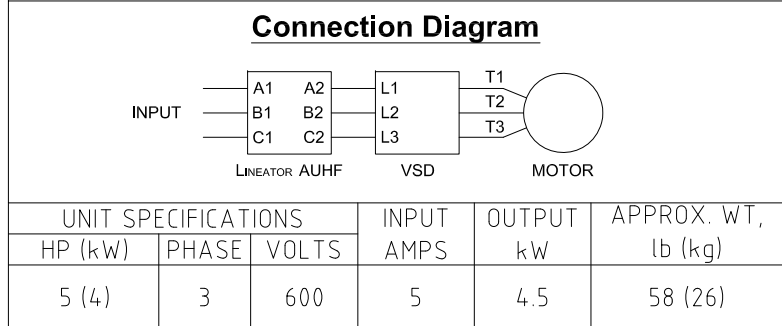 Connection Diagram
INPUT
A1 A2
B1 B2
C1 C2
LINEATOR AUHF
L1
L2
L3
VSD
T1
T2
T3
MOTOR
UNIT SPECIFICATIONS INPUT OUTPUT APPROX. WT,
HP (kW) PHASE VOLTS AMPS kW lb (kg)
5 (4) 3 600 5 4.5 58 (26)